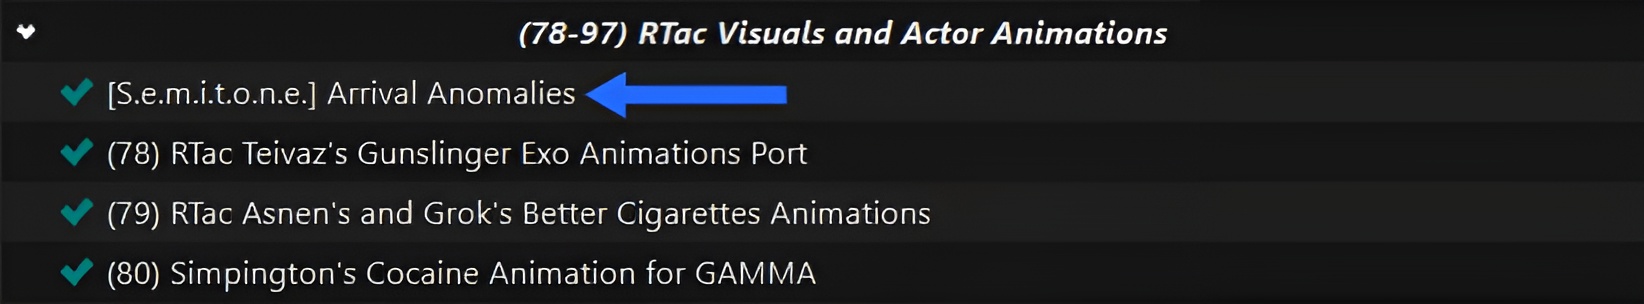 (78-97) RTac Visuals and Actor Animations
[S.e.m.i.t.o.n.e.] Arrival Anomalies
(78) RTac Teivaz's Gunslinger Exo Animations Port
(79) RTac Asnen's and Grok's Better Cigarettes Animations
(80) Simpington's Cocaine Animation for GAMMA